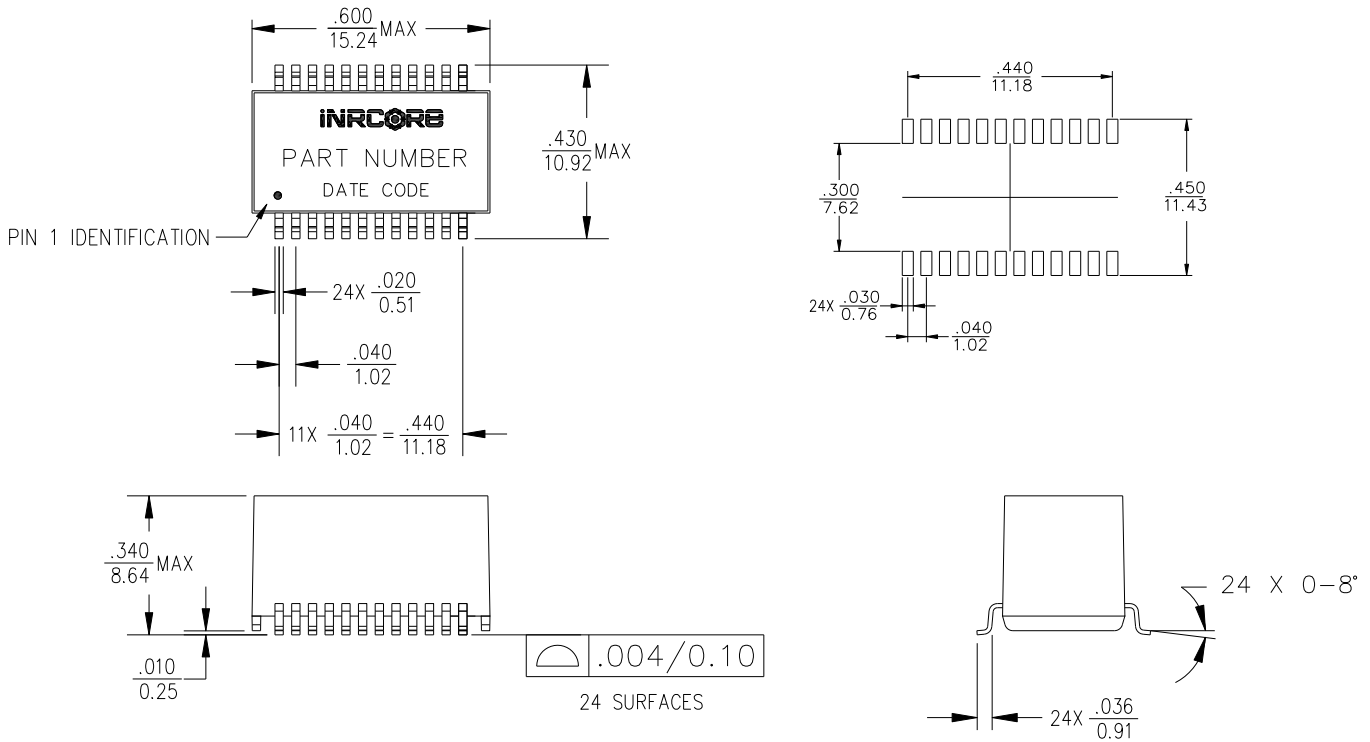 .600
15.24 MAX
iNRCORE
PART NUMBER
DATE CODE
.430
10.92 MAX
PIN 1 IDENTIFICATION
24X .020
0.51
.040
1.02
11X .040 = .440
1.02 11.18
.440
11.18
.300
7.62
.450
11.43
24X .030
0.76
.040
1.02
.340
8.64 MAX
.010
0.25
.004/0.10
24 SURFACES
24 X 0-8°
24X .036
0.91